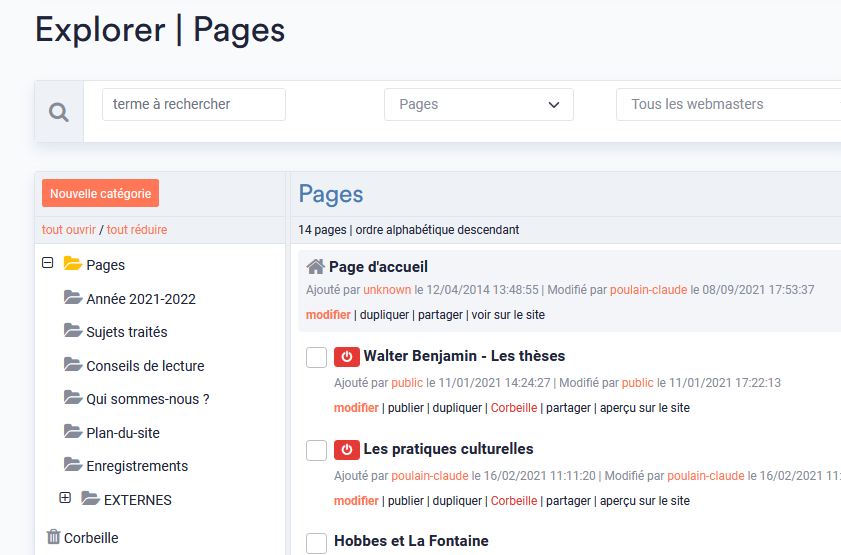 Explorer | Pages
terme à rechercher
Pages
Tous les webmasters
Nouvelle catégorie
tout ouvrir / tout réduire
Pages
Année 2021-2022
Sujets traités
Conseils de lecture
Qui sommes-nous ?
Plan-du-site
Enregistrements
EXTERNES
Corbeille
Pages
14 pages | ordre alphabétique descendant
Page d'accueil
Ajouté par unknown le 12/04/2014 13:48:55 | Modifié par poulain-claude le 08/09/2021 17:53:37
modifier | dupliquer | partager | voir sur le site
Walter Benjamin - Les thèses
Ajouté par public le 11/01/2021 14:24:27 | Modifié par public le 11/01/2021 17:22:13
modifier | publier | dupliquer | Corbeille | partager | aperçu sur le site
Les pratiques culturelles
Ajouté par poulain-claude le 16/02/2021 11:11:20 | Modifié par poulain-claude le 16/02/2021 11:
modifier | publier | dupliquer | Corbeille | partager | aperçu sur le site
Hobbes et La Fontaine